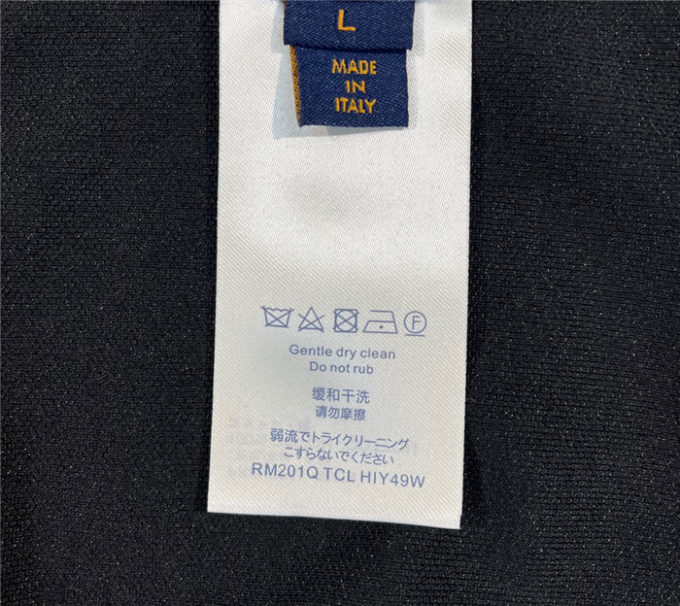 L
MADE
IN
ITALY
F
Gentle dry clean
Do not rub
缓和干洗
请勿摩擦
弱流でトライクリーニング
こすらないでください
RM201Q TCL HIY49W